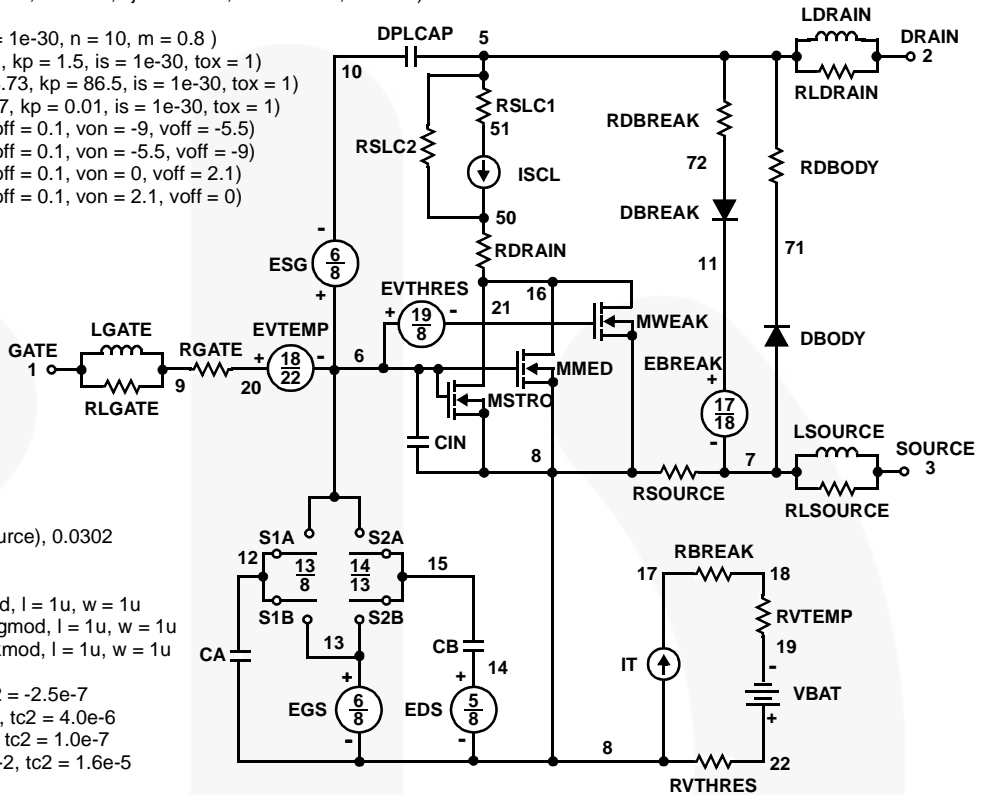 = 1e-30, n = 10, m = 0.8 )
, kp = 1.5, is = 1e-30, tox = 1)
.73, kp = 86.5, is = 1e-30, tox = 1)
7, kp = 0.01, is = 1e-30, tox = 1)
off = 0.1, von = -9, voff = -5.5)
off = 0.1, von = -5.5, voff = -9)
off = 0.1, von = 0, voff = 2.1)
off = 0.1, von = 2.1, voff = 0)
LDRAIN
DPLCAP 5 DRAIN
10 2
RLDRAIN
RSLC1
51
RSLC2
ISCL
RDBREAK
72
RDBODY
DBREAK
50
RDRAIN
71
11
-
ESG 6/8
+
EVTHRES
+ 19/8 -
16
21
MWEAK
LGATE
GATE
1
RGATE
EVTEMP
+ 18/22 -
6
9
20
RLGATE
MMED
MSTRO
DBODY
EBREAK
+
17/18
-
CIN
8
7
RSOURCE
LSOURCE
SOURCE
3
RLSOURCE
urce), 0.0302
S1A
S2A
12
13/8
14/13
15
S1B
S2B
13
CA
CB
14
+
EGS 6/8
-
+
EDS 5/8
-
8
RBREAK
17
18
RVTEMP
19
-
IT
VBAT
+
22
RVTHRES
d, l = 1u, w = 1u
gmod, l = 1u, w = 1u
kmod, l = 1u, w = 1u
2 = -2.5e-7
, tc2 = 4.0e-6
tc2 = 1.0e-7
-2, tc2 = 1.6e-5